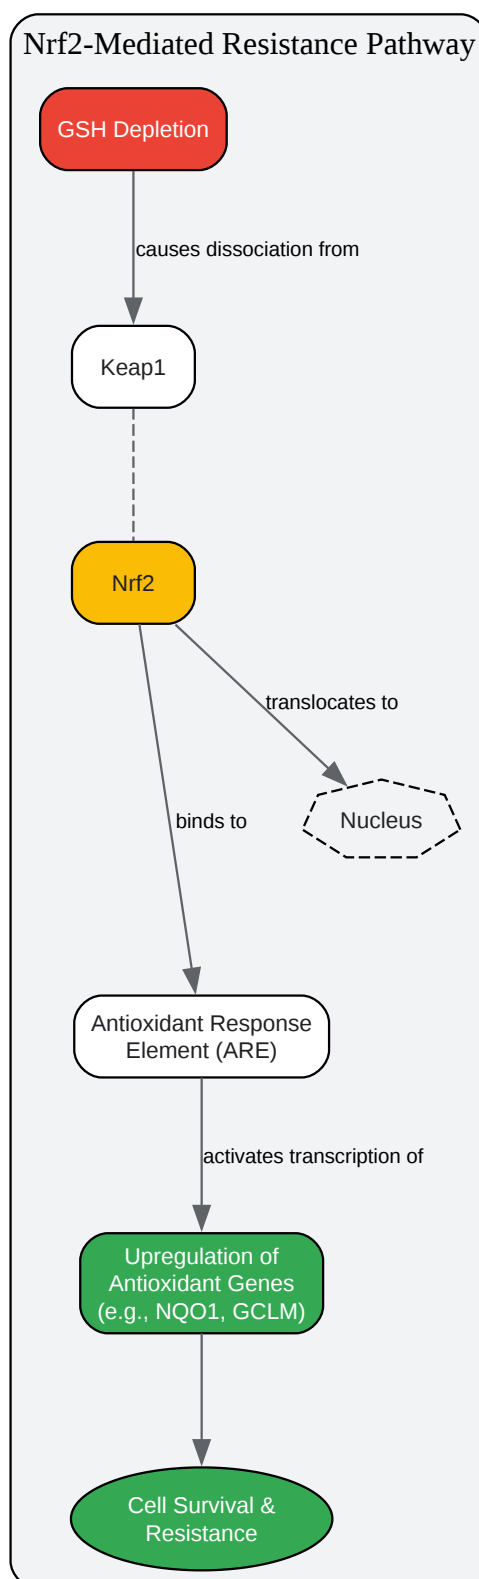 Nrf2-Mediated Resistance Pathway
GSH Depletion
causes dissociation from
Keap1
Nrf2
translocates to
binds to
Nucleus
Antioxidant Response
Element (ARE)
activates transcription of
Upregulation of
Antioxidant Genes
(e.g., NQO1, GCLM)
Cell Survival &
Resistance